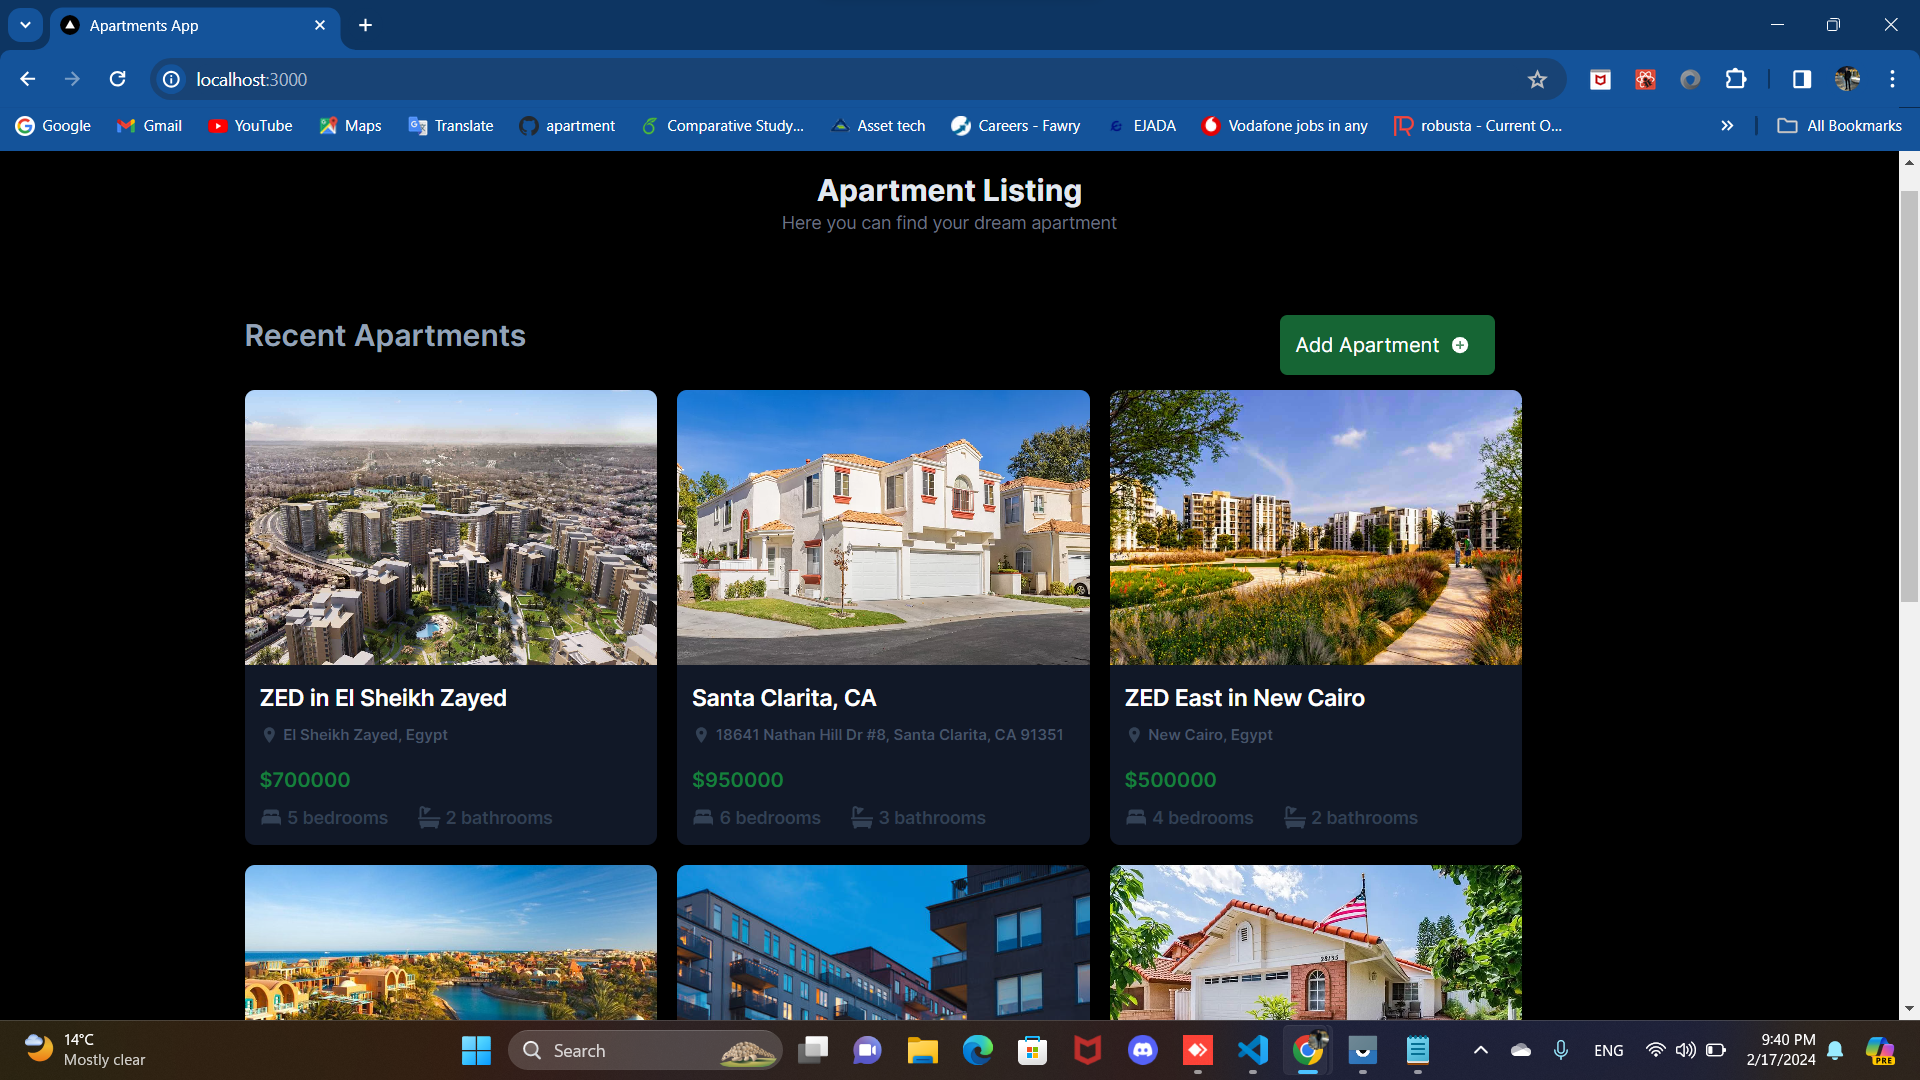 Apartments App
localhost:3000
Google Gmail YouTube Maps Translate apartment Comparative Study... Asset tech Careers - Fawry EJADA Vodafone jobs in any robusta - Current O... All Bookmarks
Apartment Listing
Here you can find your dream apartment
Recent Apartments
Add Apartment
ZED in El Sheikh Zayed
El Sheikh Zayed, Egypt
$700000
5 bedrooms 2 bathrooms
Santa Clarita, CA
18641 Nathan Hill Dr #8, Santa Clarita, CA 91351
$950000
6 bedrooms 3 bathrooms
ZED East in New Cairo
New Cairo, Egypt
$500000
4 bedrooms 2 bathrooms
28135
14°C
Mostly clear
Search
ENG
9:40 PM
2/17/2024
PRE